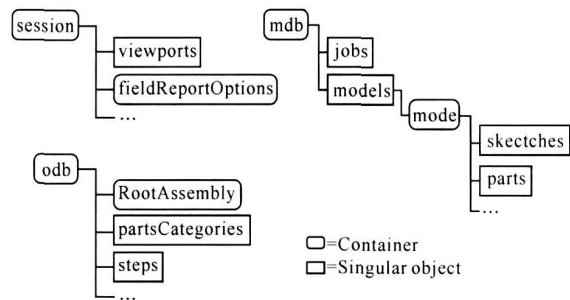 session
viewports
fieldReportOptions
...
mdb
jobs
models
mode
skectches
parts
...
odb
RootAssembly
partsCategories
steps
...
=Container
=Singular object